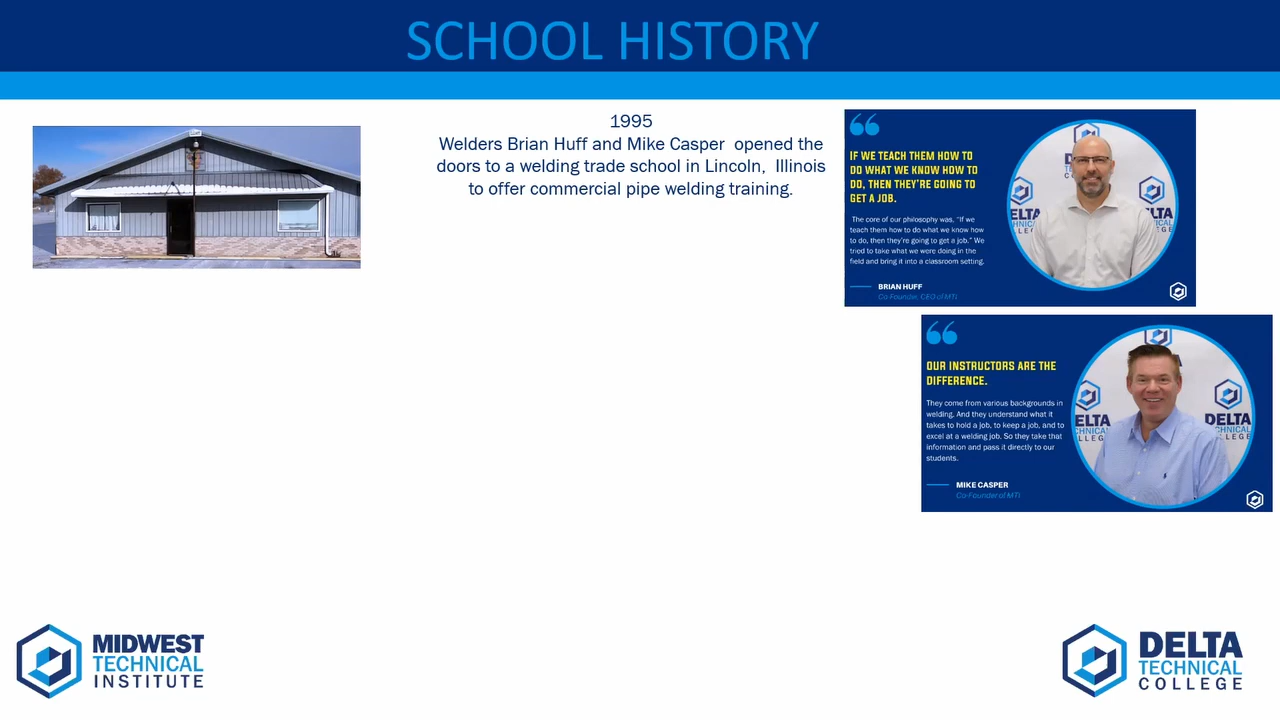 SCHOOL HISTORY
1995
Welders Brian Huff and Mike Casper opened the
doors to a welding trade school in Lincoln, Illinois
to offer commercial pipe welding training.
IF WE TEACH THEM HOW TO
DO WHAT WE KNOW HOW TO
DO, THEN THEY'RE GOING TO
GET A JOB.
The core of our philosophy was, "If we
teach them how to do what we know how
to do, then they're going to get a job." We
tried to take what we were doing in the
field and bring it into a classroom setting.
BRIAN HUFF
Co-Founder, CEO of MTI
OUR INSTRUCTORS ARE THE
DIFFERENCE.
They come from various backgrounds in
welding. And they understand what it
takes to hold a job, to keep a job, and to
excel at a welding job. So they take that
information and pass it directly to our
students.
MIKE CASPER
Co-Founder of MTI
DELTA
DELTA
TECHNICAL
COLLEGE
MIDWEST
TECHNICAL
INSTITUTE
DELTA
TECHNICAL
COLLEGE